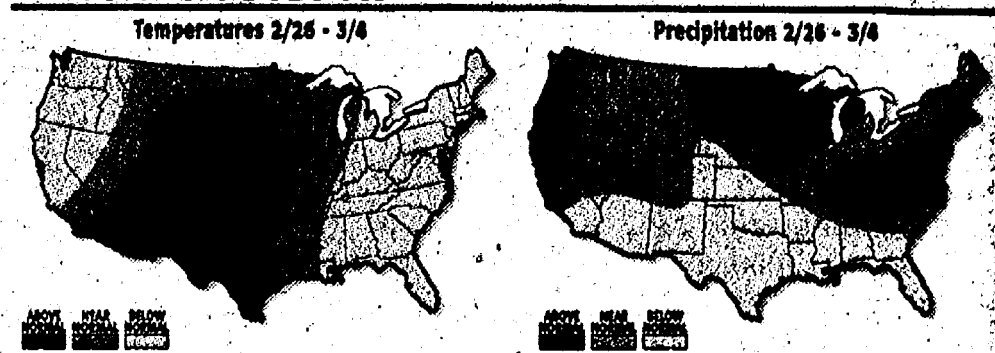 Temperatures 2/26 - 3/4
Precipitation 2/26 - 3/4
ABOVE NORMAL
NEAR NORMAL
BELOW NORMAL
ABOVE NORMAL
NEAR NORMAL
BELOW NORMAL